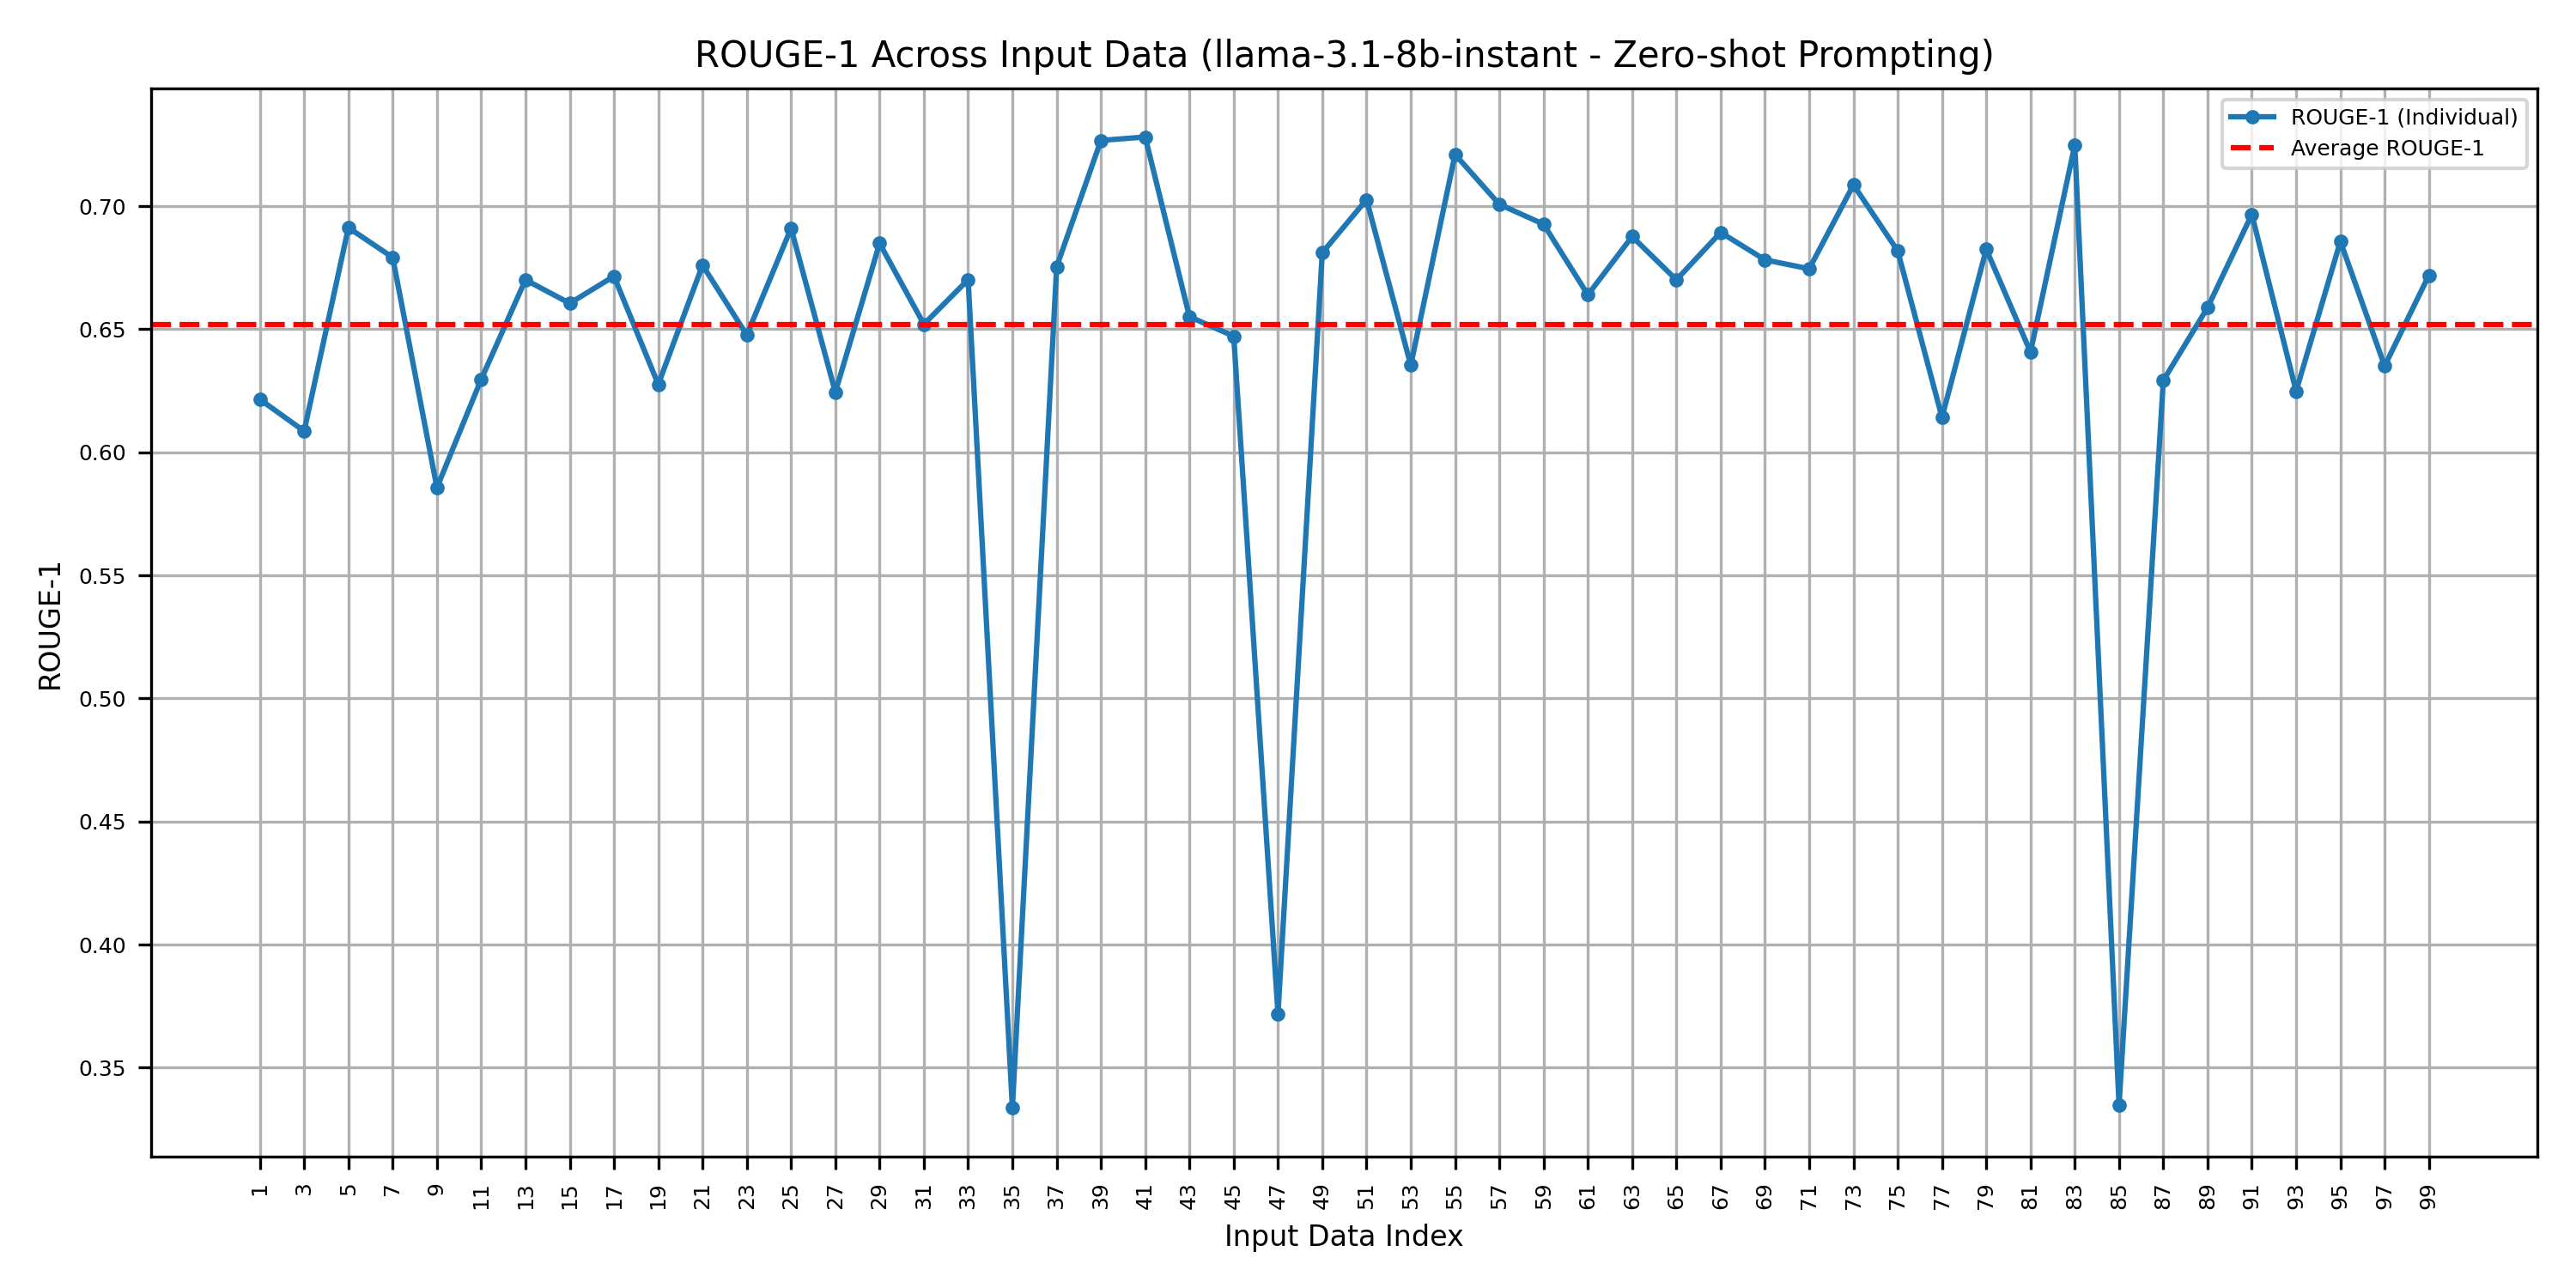 ROUGE-1 Across Input Data (llama-3.1-8b-instant - Zero-shot Prompting)
ROUGE-1 (Individual)
Average ROUGE-1
0.70
0.65
0.60
0.55
0.50
0.45
0.40
0.35
ROUGE-1
1 3 5 7 9 11 13 15 17 19 21 23 25 27 29 31 33 35 37 39 41 43 45 47 49 51 53 55 57 59 61 63 65 67 69 71 73 75 77 79 81 83 85 87 89 91 93 95 97 99
Input Data Index